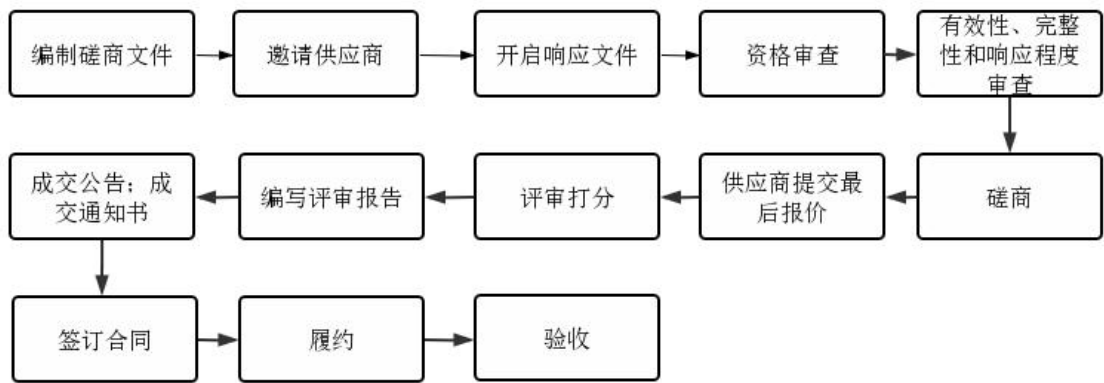 编制磋商文件
邀请供应商
开启响应文件
资格审查
有效性、完整
性和响应程度
审查
磋商
供应商提交最
后报价
评审打分
编写评审报告
成交公告；成
交通知书
签订合同
履约
验收